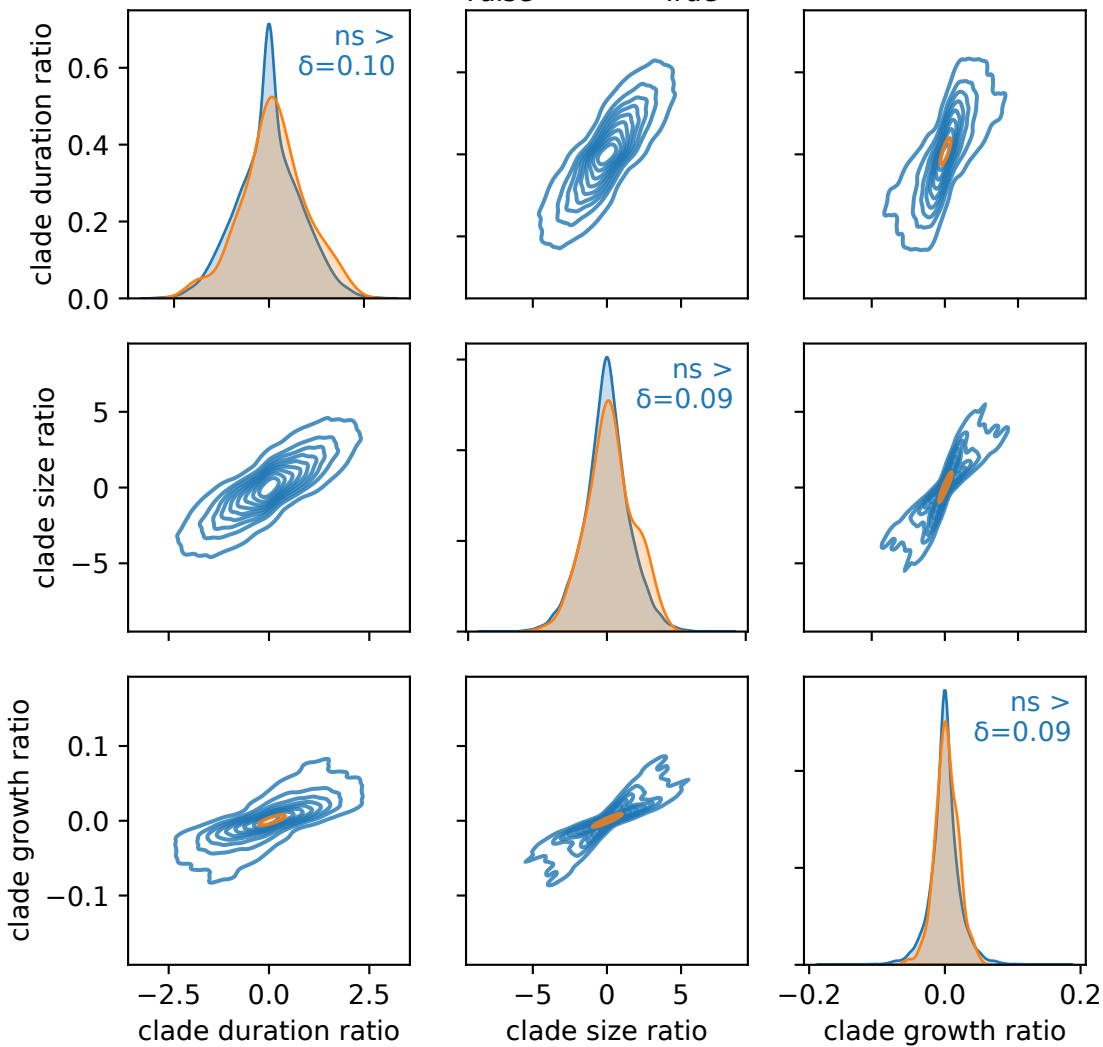 clade duration ratio
0.6
0.4
0.2
0.0
ns >
δ=0.10
clade size ratio
5
0
−5
ns >
δ=0.09
clade growth ratio
0.1
0.0
−0.1
ns >
δ=0.09
−2.5 0.0 2.5
−5 0 5
−0.2 0.0 0.2
clade duration ratio
clade size ratio
clade growth ratio